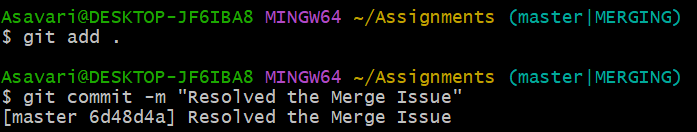 Asavari@DESKTOP-JF6IBA8 MINGW64 ~/Assignments (master|MERGING)
$ git add .
Asavari@DESKTOP-JF6IBA8 MINGW64 ~/Assignments (master|MERGING)
$ git commit -m "Resolved the Merge Issue"
[master 6d48d4a] Resolved the Merge Issue